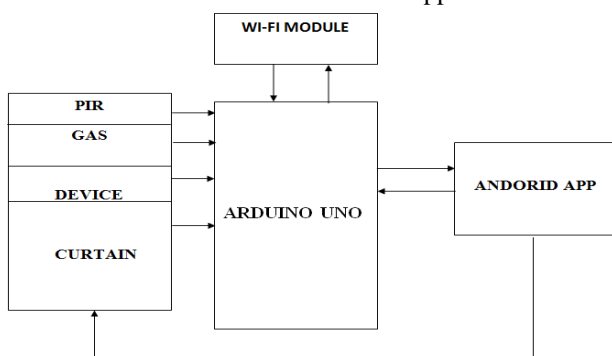 WI-FI MODULE
PIR
GAS
DEVICE
CURTAIN
ARDUINO UNO
ANDORID APP